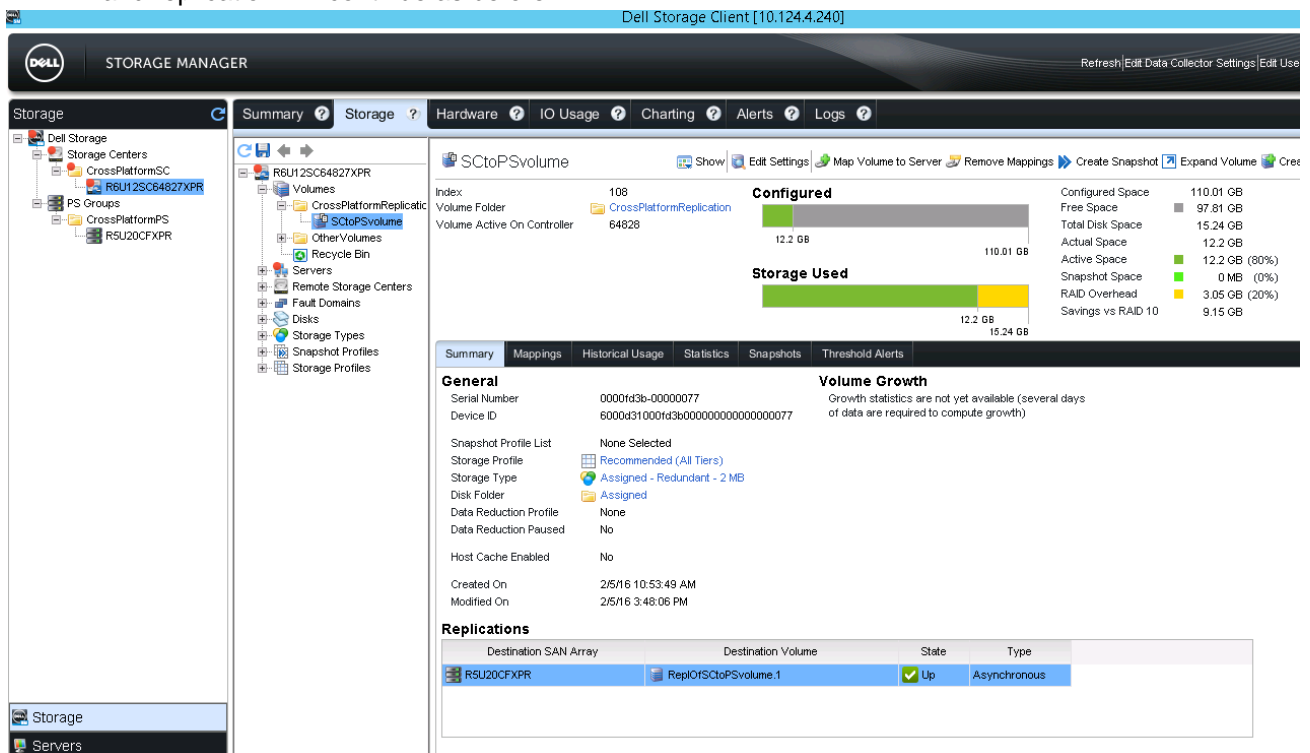 Dell Storage Client [10.124.4.240]
DELL
STORAGE MANAGER
Refresh|Edit Data Collector Settings|Edit Use
Storage
Dell Storage
Storage Centers
CrossPlatformSC
R6U12SC64827XPR
PS Groups
CrossPlatformPS
R5U20CFXPR
Storage
Servers
Summary ? Storage ? Hardware ? IO Usage ? Charting ? Alerts ? Logs ?
R6U12SC64827XPR
Volumes
CrossPlatformReplicatic
SCtoPSvolume
OtherVolumes
Recycle Bin
Servers
Remote Storage Centers
Fault Domains
Disks
Storage Types
Snapshot Profiles
Storage Profiles
SCtoPSvolume
Show Edit Settings Map Volume to Server Remove Mappings Create Snapshot Expand Volume Crea
Index 108
Volume Folder CrossPlatformReplication
Volume Active On Controller 64828
Configured
12.2 GB
110.01 GB
Storage Used
12.2 GB
15.24 GB
Configured Space 110.01 GB
Free Space 97.81 GB
Total Disk Space 15.24 GB
Actual Space 12.2 GB
Active Space 12.2 GB (80%)
Snapshot Space 0 MB (0%)
RAID Overhead 3.05 GB (20%)
Savings vs RAID 10 9.15 GB
Summary Mappings Historical Usage Statistics Snapshots Threshold Alerts
General
Serial Number 0000fd3b-00000077
Device ID 6000d31000fd3b000000000000000077
Snapshot Profile List None Selected
Storage Profile Recommended (All Tiers)
Storage Type Assigned - Redundant - 2 MB
Disk Folder Assigned
Data Reduction Profile None
Data Reduction Paused No
Host Cache Enabled No
Created On 2/5/16 10:53:49 AM
Modified On 2/5/16 3:48:06 PM
Volume Growth
Growth statistics are not yet available (several days
of data are required to compute growth)
Replications
Destination SAN Array Destination Volume State Type
R5U20CFXPR ReplOfSCtoPSvolume.1 Up Asynchronous